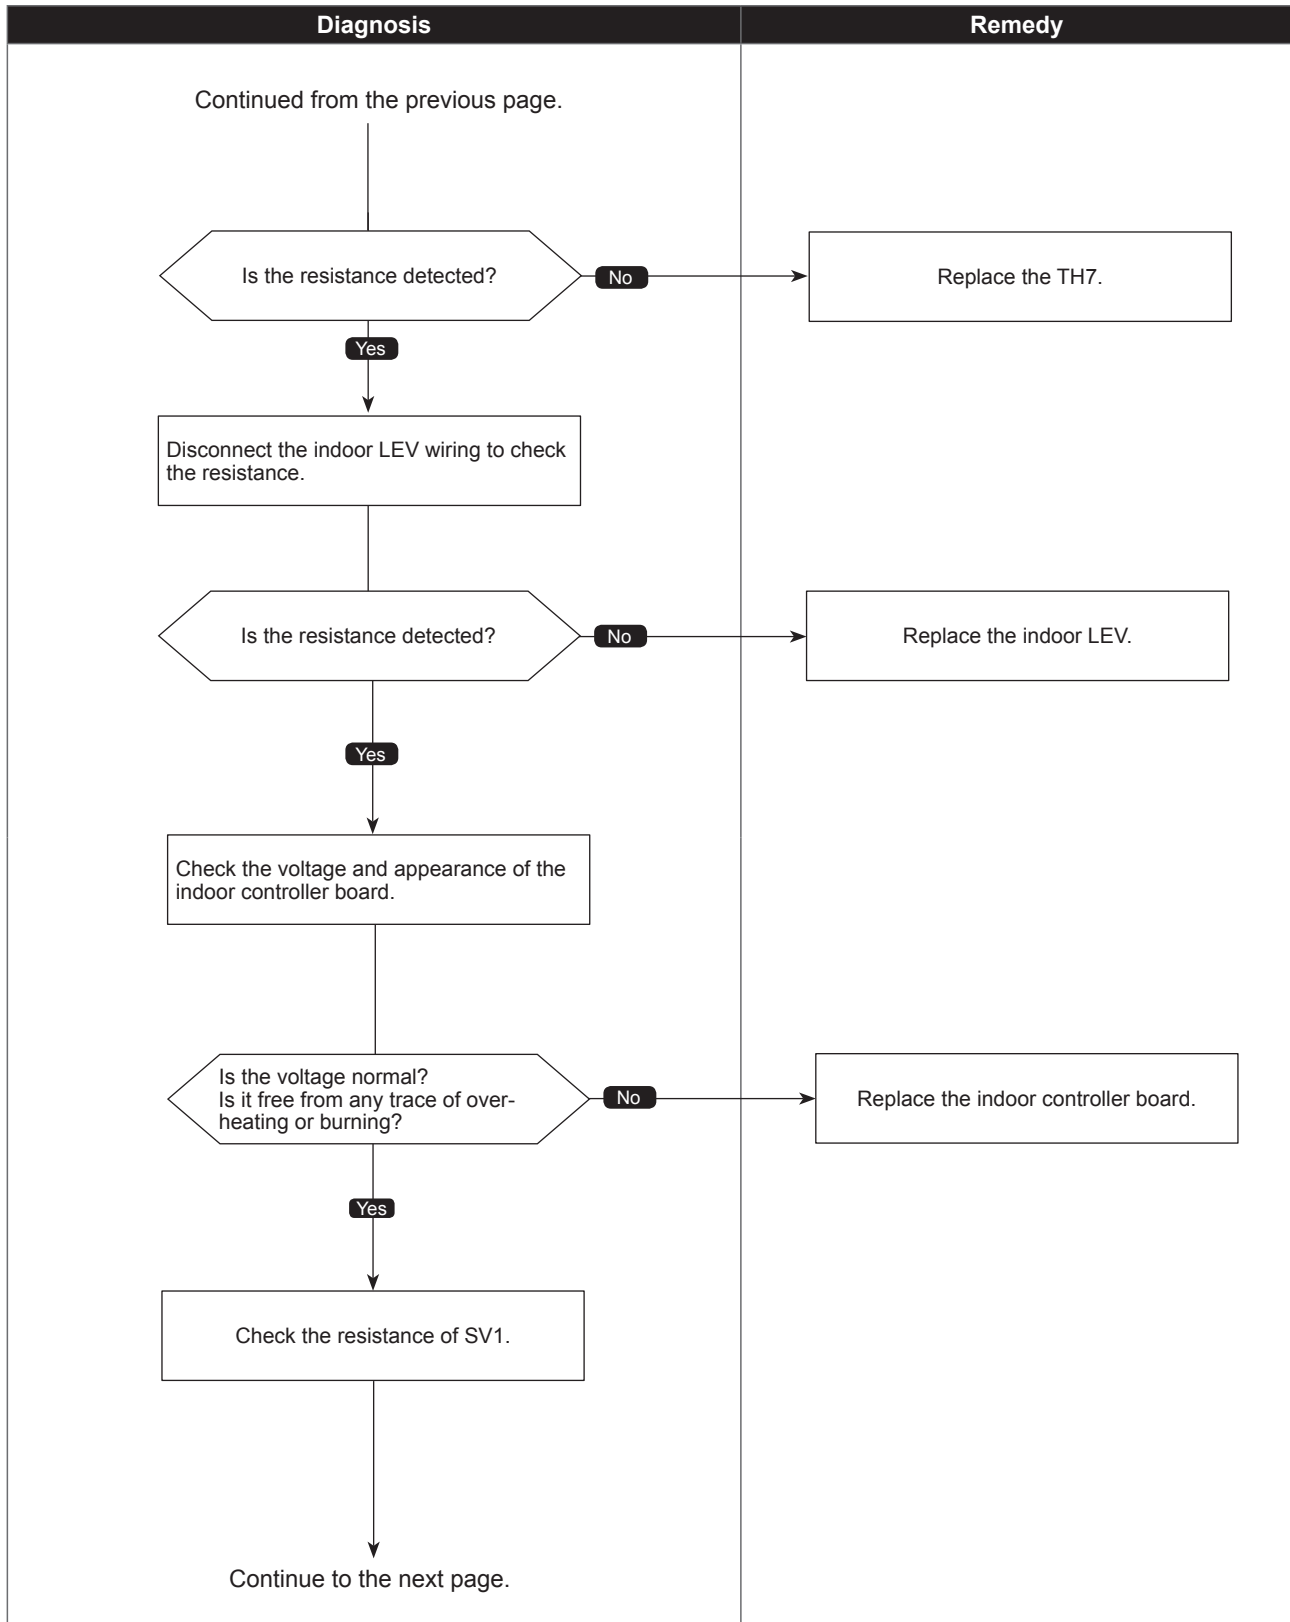 Diagnosis
Remedy
Continued from the previous page.
Is the resistance detected?
No
Replace the TH7.
Yes
Disconnect the indoor LEV wiring to check
the resistance.
Is the resistance detected?
No
Replace the indoor LEV.
Yes
Check the voltage and appearance of the
indoor controller board.
Is the voltage normal?
Is it free from any trace of over-
heating or burning?
No
Replace the indoor controller board.
Yes
Check the resistance of SV1.
Continue to the next page.